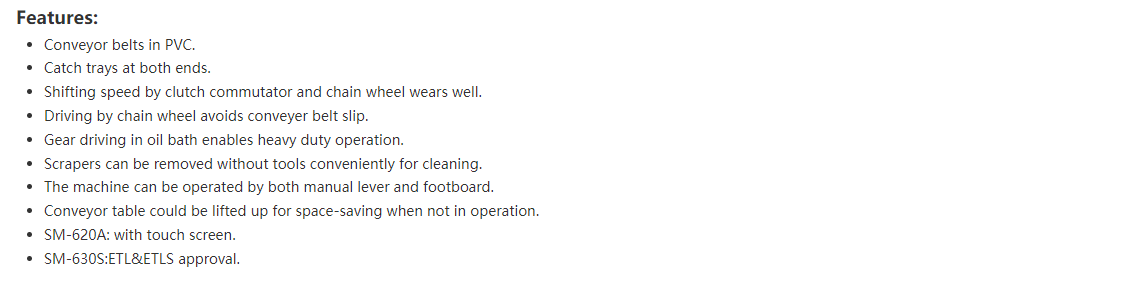 Features:
• Conveyor belts in PVC.
• Catch trays at both ends.
• Shifting speed by clutch commutator and chain wheel wears well.
• Driving by chain wheel avoids conveyer belt slip.
• Gear driving in oil bath enables heavy duty operation.
• Scrapers can be removed without tools conveniently for cleaning.
• The machine can be operated by both manual lever and footboard.
• Conveyor table could be lifted up for space-saving when not in operation.
• SM-620A: with touch screen.
• SM-630S:ETL&ETLS approval.